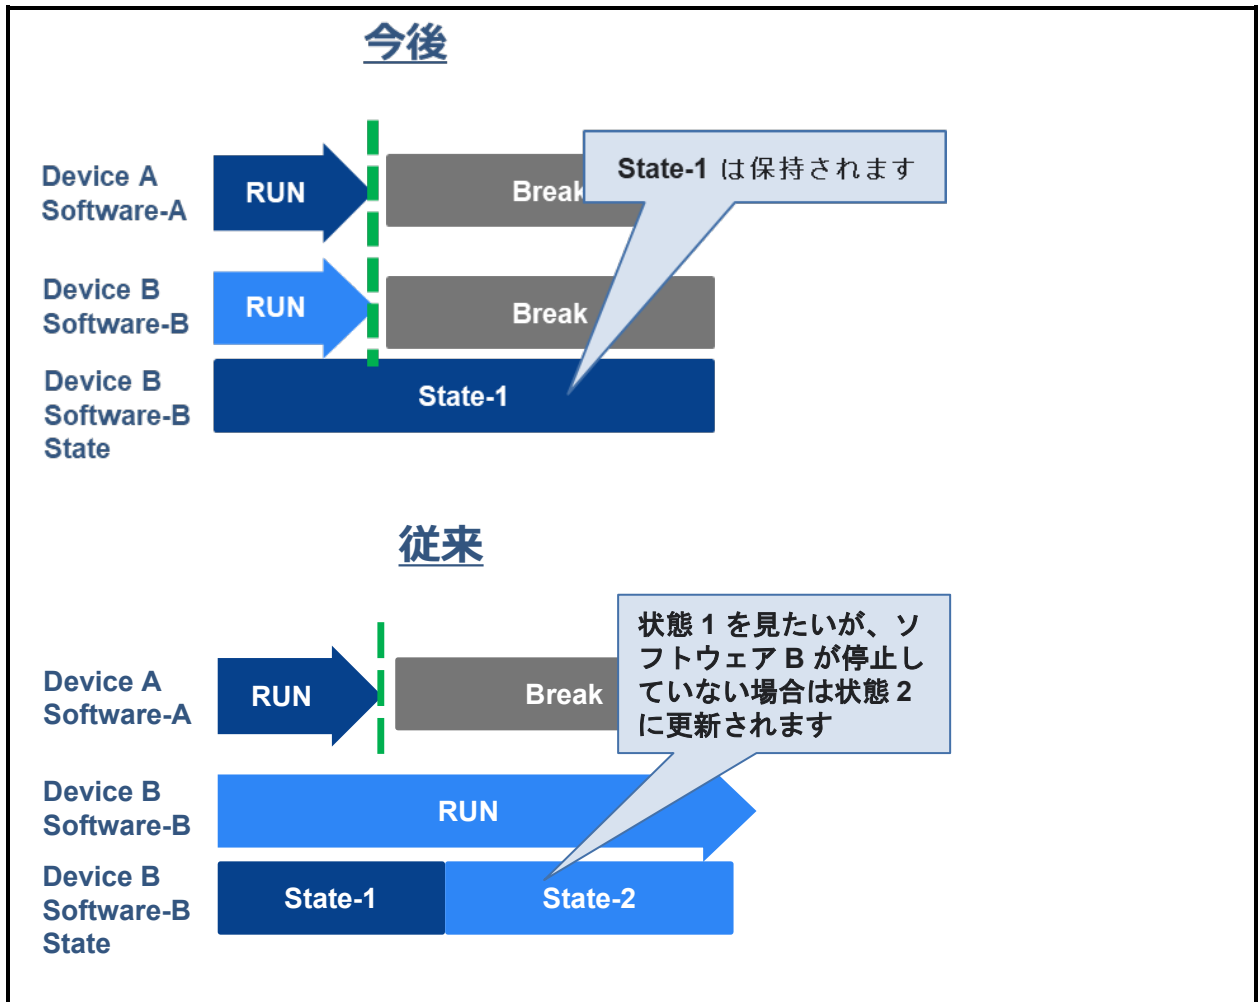 今後
Device A
Software-A
RUN
Break
State-1 は保持されます
Device B
Software-B
RUN
Break
Device B
Software-B
State
State-1
従来
Device A
Software-A
RUN
Break
状態 1 を見たいが、ソ
フトウェア B が停止し
ていない場合は状態 2
に更新されます
Device B
Software-B
RUN
Device B
Software-B
State
State-1
State-2